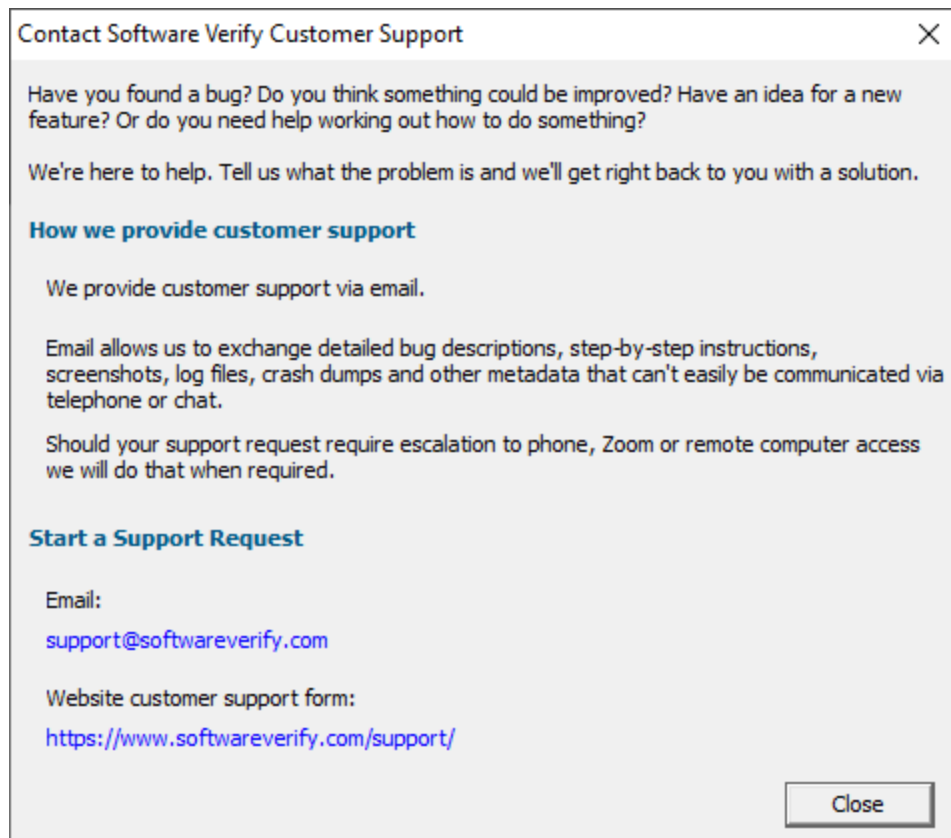 Contact Software Verify Customer Support
Have you found a bug? Do you think something could be improved? Have an idea for a new
feature? Or do you need help working out how to do something?
We're here to help. Tell us what the problem is and we'll get right back to you with a solution.
How we provide customer support
We provide customer support via email.
Email allows us to exchange detailed bug descriptions, step-by-step instructions,
screenshots, log files, crash dumps and other metadata that can't easily be communicated via
telephone or chat.
Should your support request require escalation to phone, Zoom or remote computer access
we will do that when required.
Start a Support Request
Email:
support@softwareverify.com
Website customer support form:
https://www.softwareverify.com/support/
Close